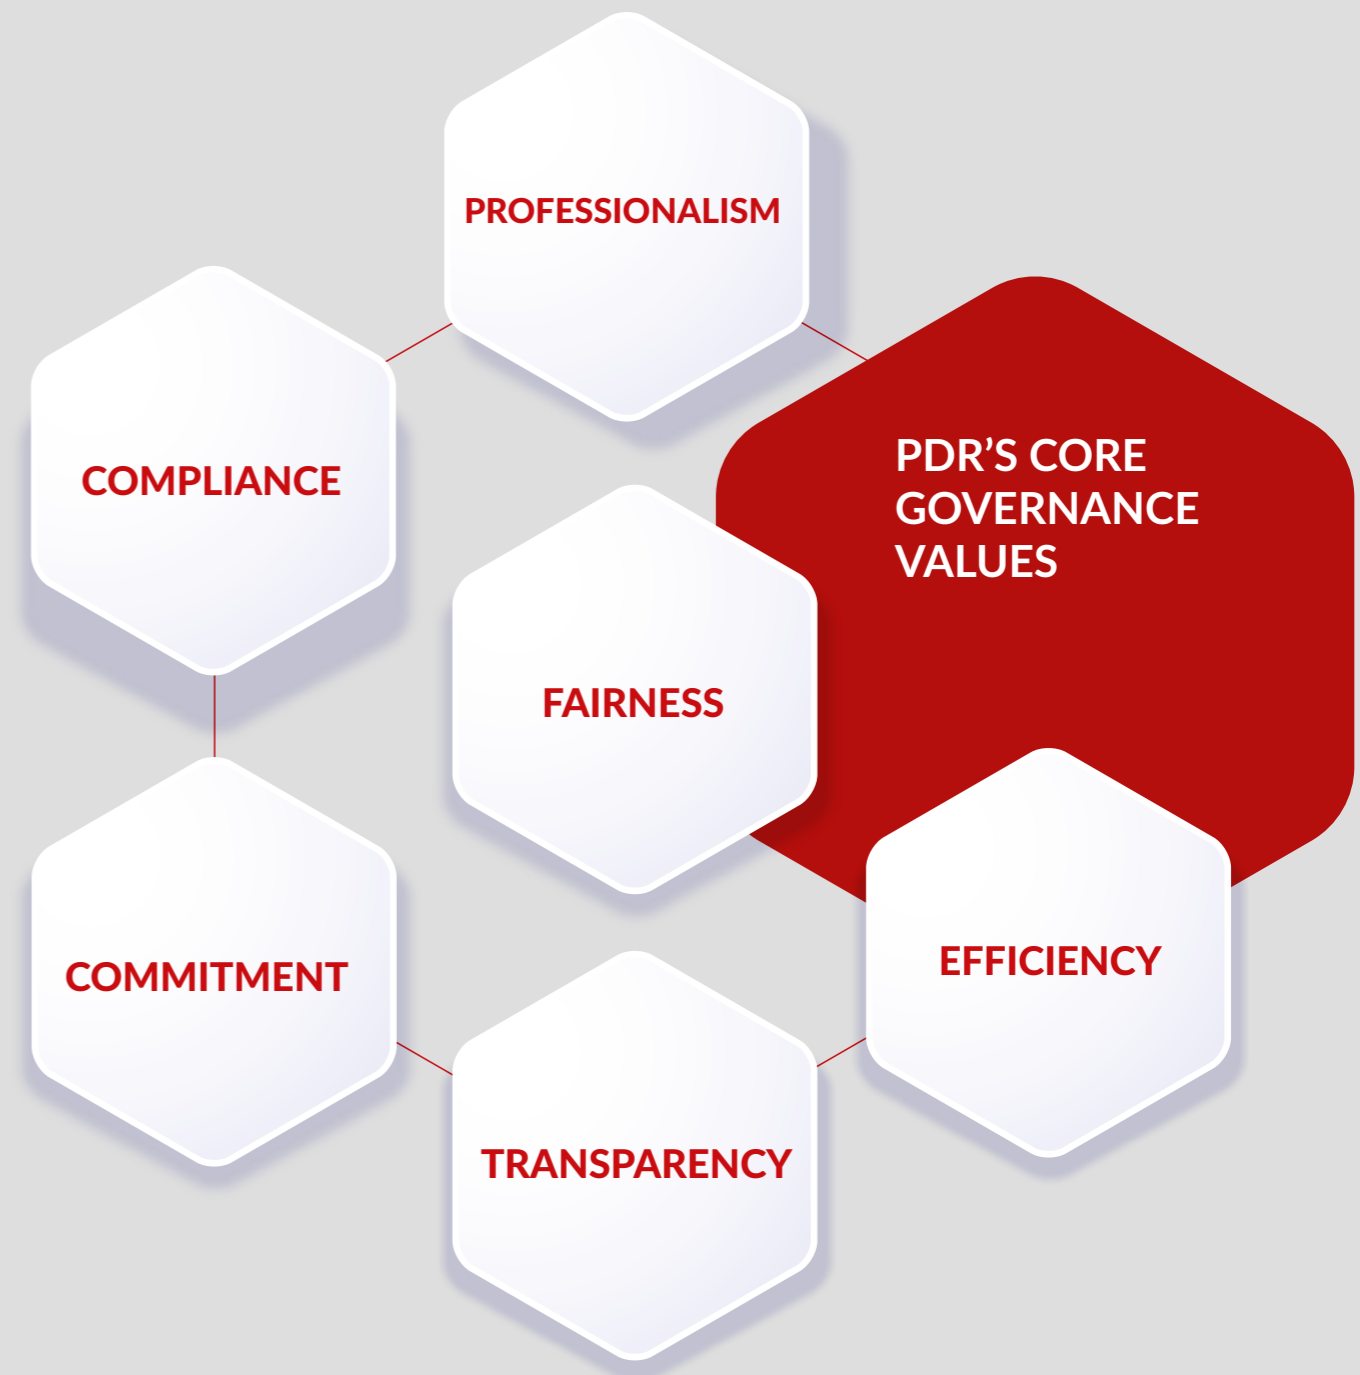 PROFESSIONALISM
COMPLIANCE
PDR’S CORE
GOVERNANCE
VALUES
FAIRNESS
COMMITMENT
EFFICIENCY
TRANSPARENCY